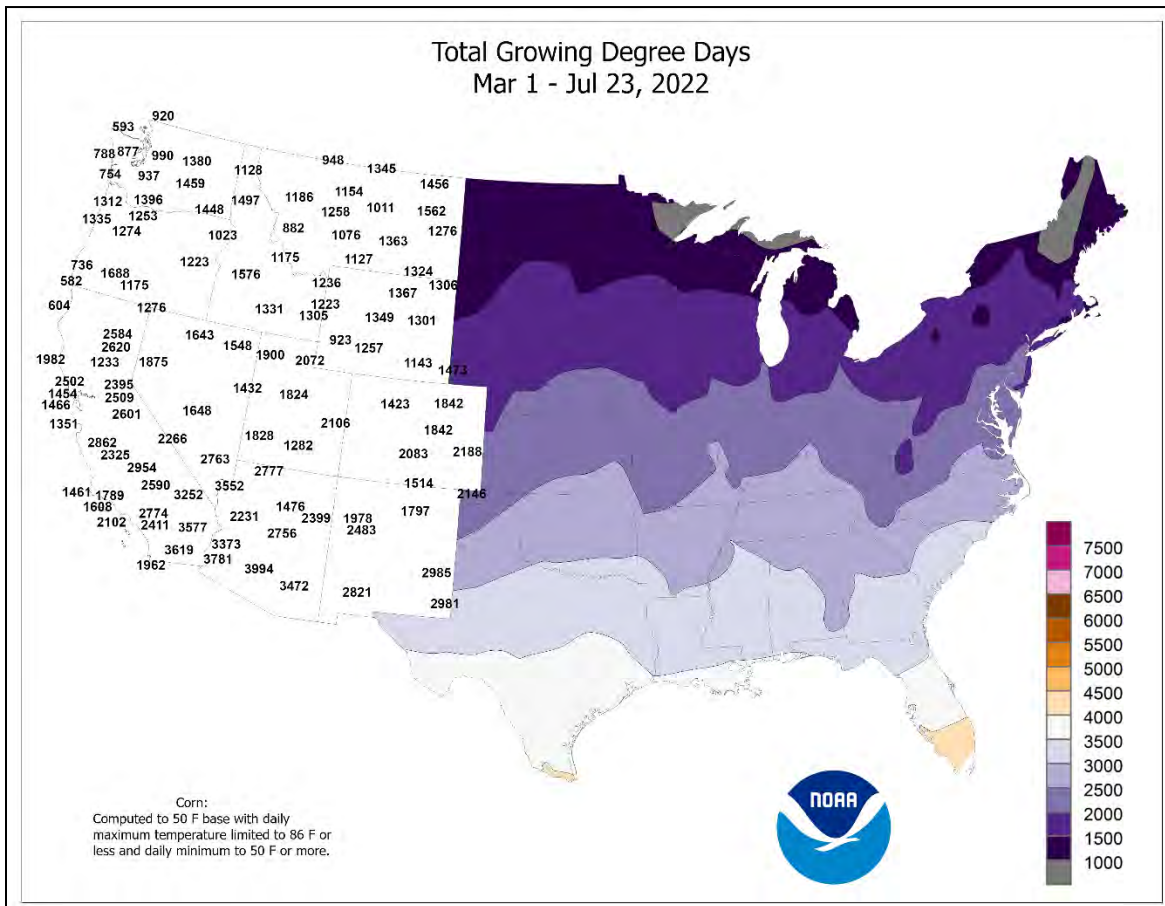 Total Growing Degree Days
Mar 1 - Jul 23, 2022
920
593
788 877 990 1380
948 1345
754 937 1459 1128
1456
1312 1396 1448 1497 1186 1154 1011 1562
1335 1253 1258
1274 1023 882 1076 1363 1276
736 1688 1223 1175 1127 1324
582 1175 1576 1236 1367 1306
604 1276 1331 1223 1349 1301
1305
2584 1643 923 1257
2620 1548 1900 2072
1982 1233 1875 1143 1473
2502 2395 1432 1824
1454 2509 1423 1842
1466 2601 1648
1351 2106 1842
2862 2266 1828 1282 2083 2188
2325 2763
2954 2777
2590 3552 1514
1461 1789 3252 1476 2146
1608 2774 2231 2399 1978 1797
2102 2411 3577 2756 2483
3619 3373
1962 3781 3994 2985
3472 2821 2981
7500
7000
6500
6000
5500
5000
4500
4000
3500
3000
2500
2000
1500
1000
NOAA
Corn:
Computed to 50 F base with daily
maximum temperature limited to 86 F or
less and daily minimum to 50 F or more.